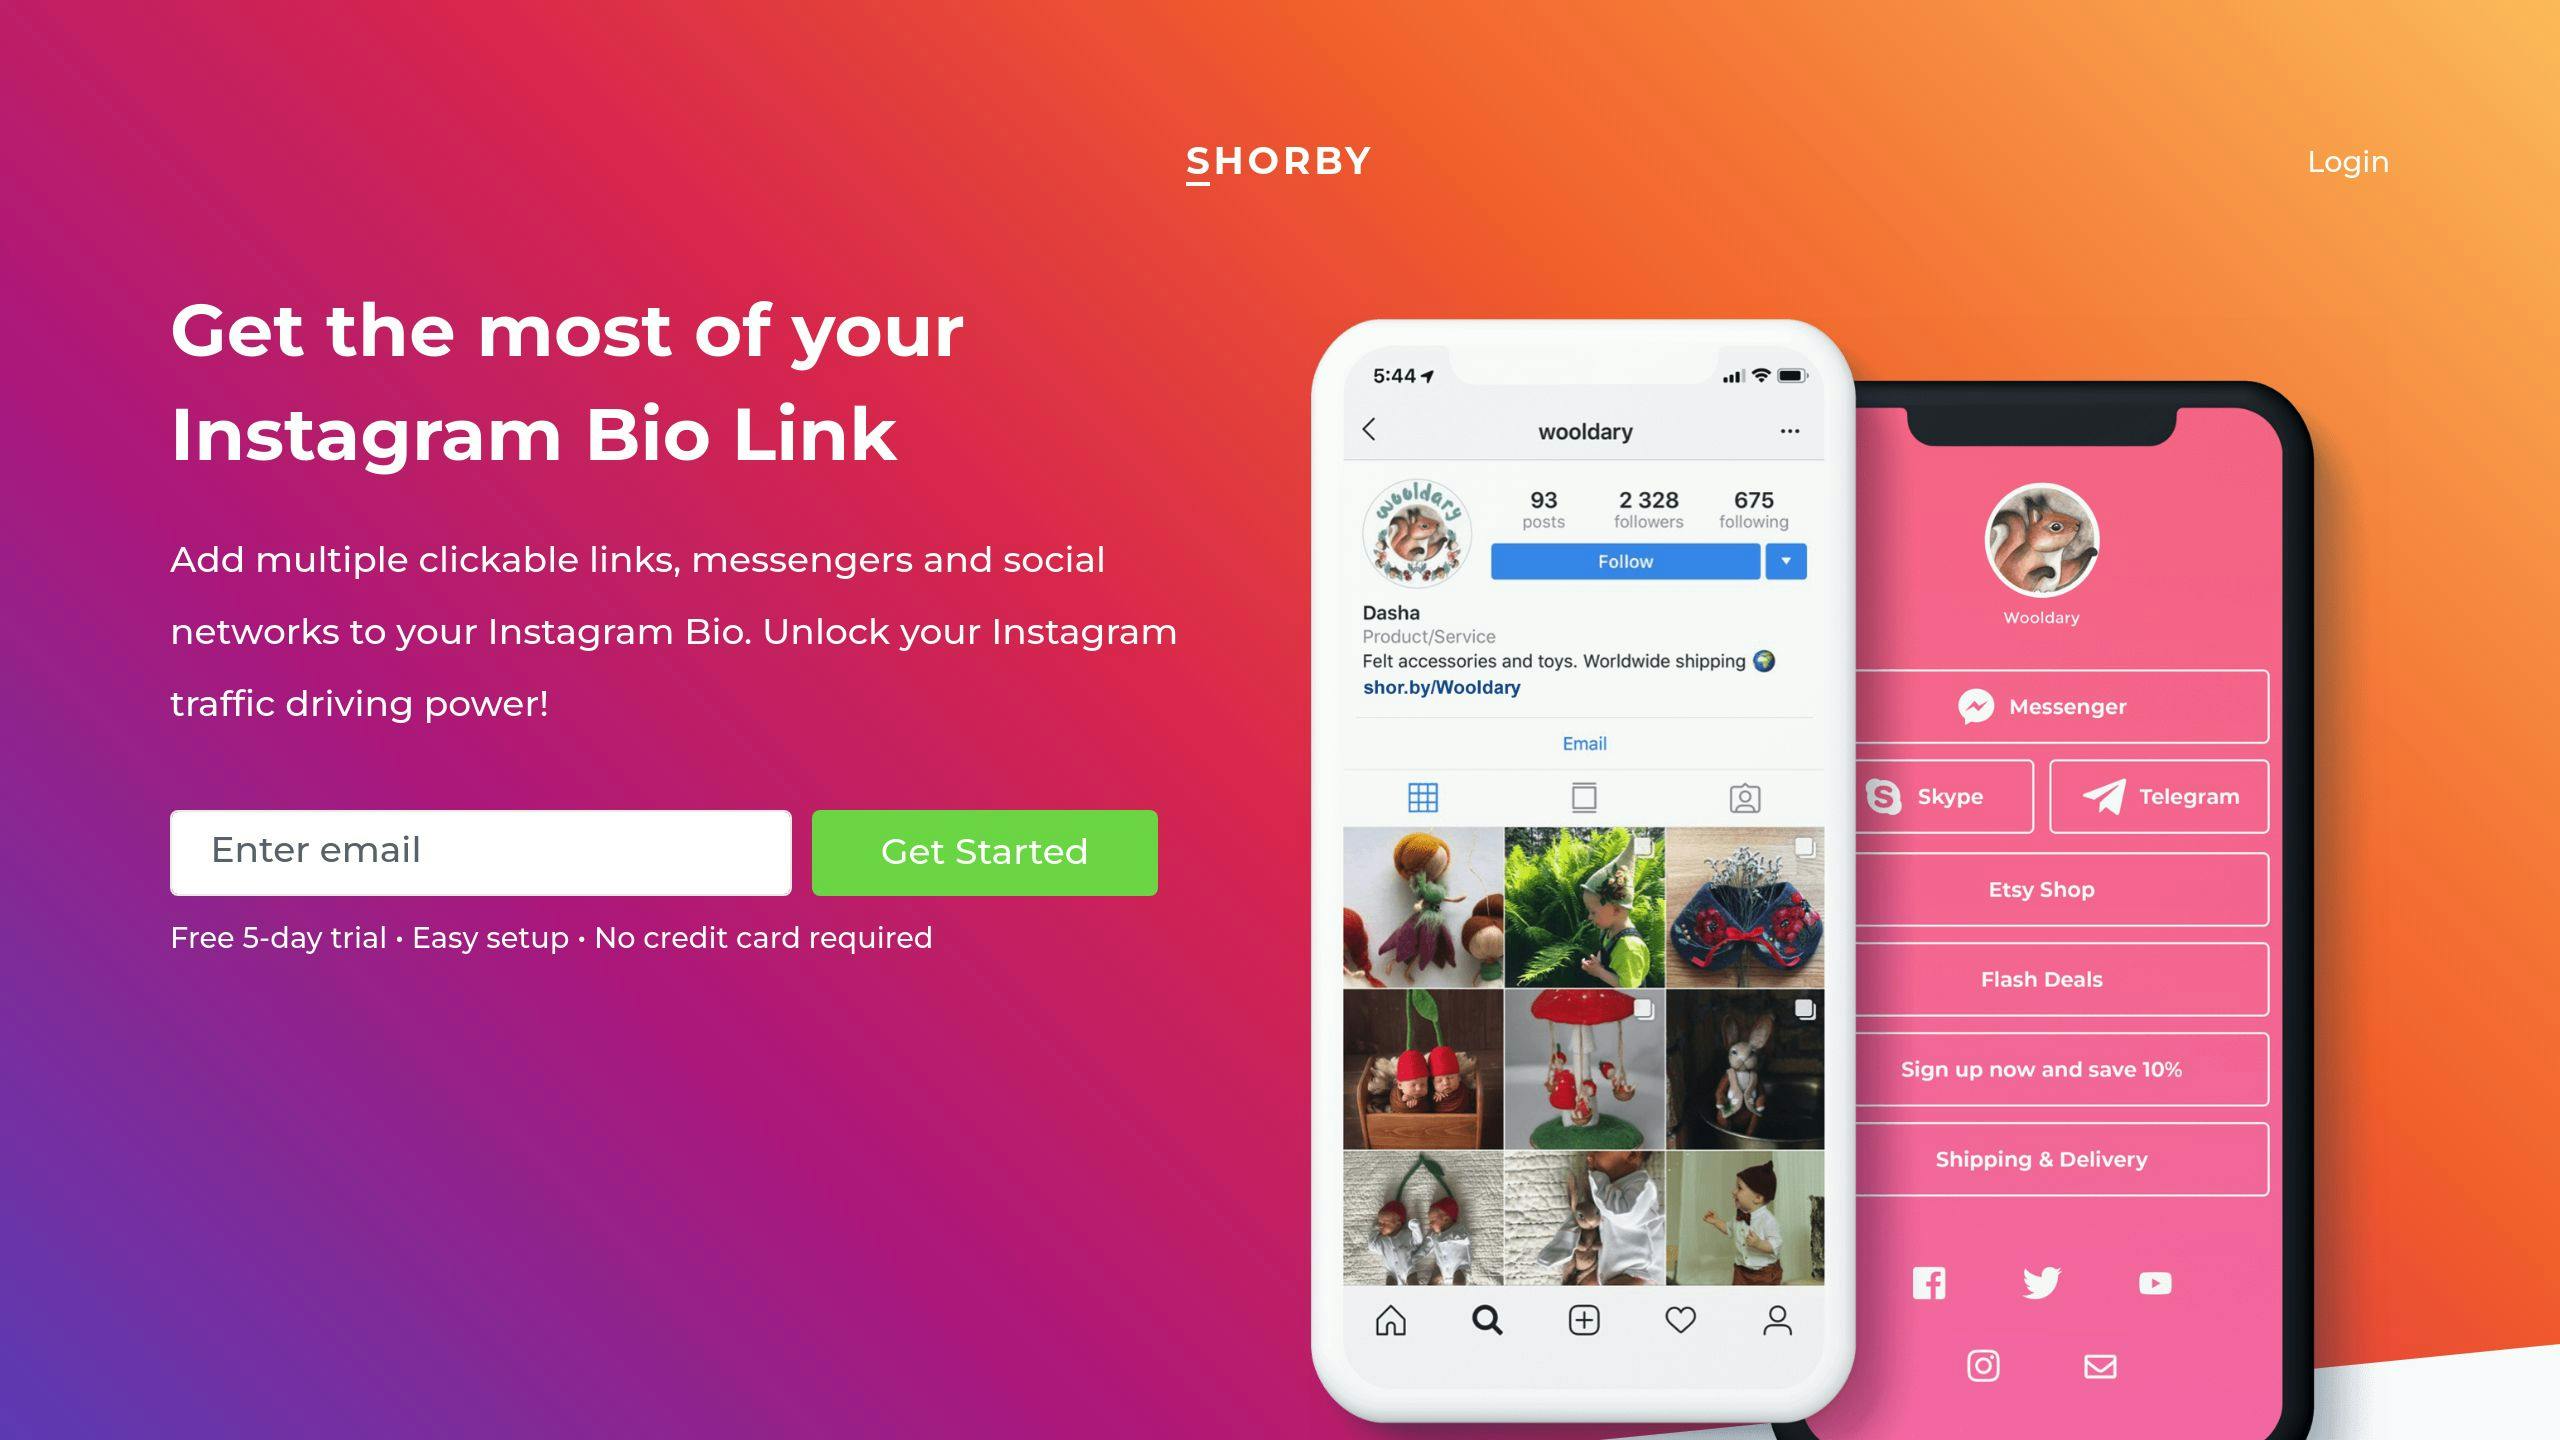 SHORBY
Login
Get the most of your
Instagram Bio Link
Add multiple clickable links, messengers and social
networks to your Instagram Bio. Unlock your Instagram
traffic driving power!
Enter email
Get Started
Free 5-day trial • Easy setup • No credit card required
5:44
wooldary
...
wooldary
93
2 328
675
posts
followers
following
Follow
Dasha
Product/Service
Felt accessories and toys. Worldwide shipping 🌍
shor.by/Wooldary
Email
Wooldary
Messenger
Skype
Telegram
Etsy Shop
Flash Deals
Sign up now and save 10%
Shipping & Delivery